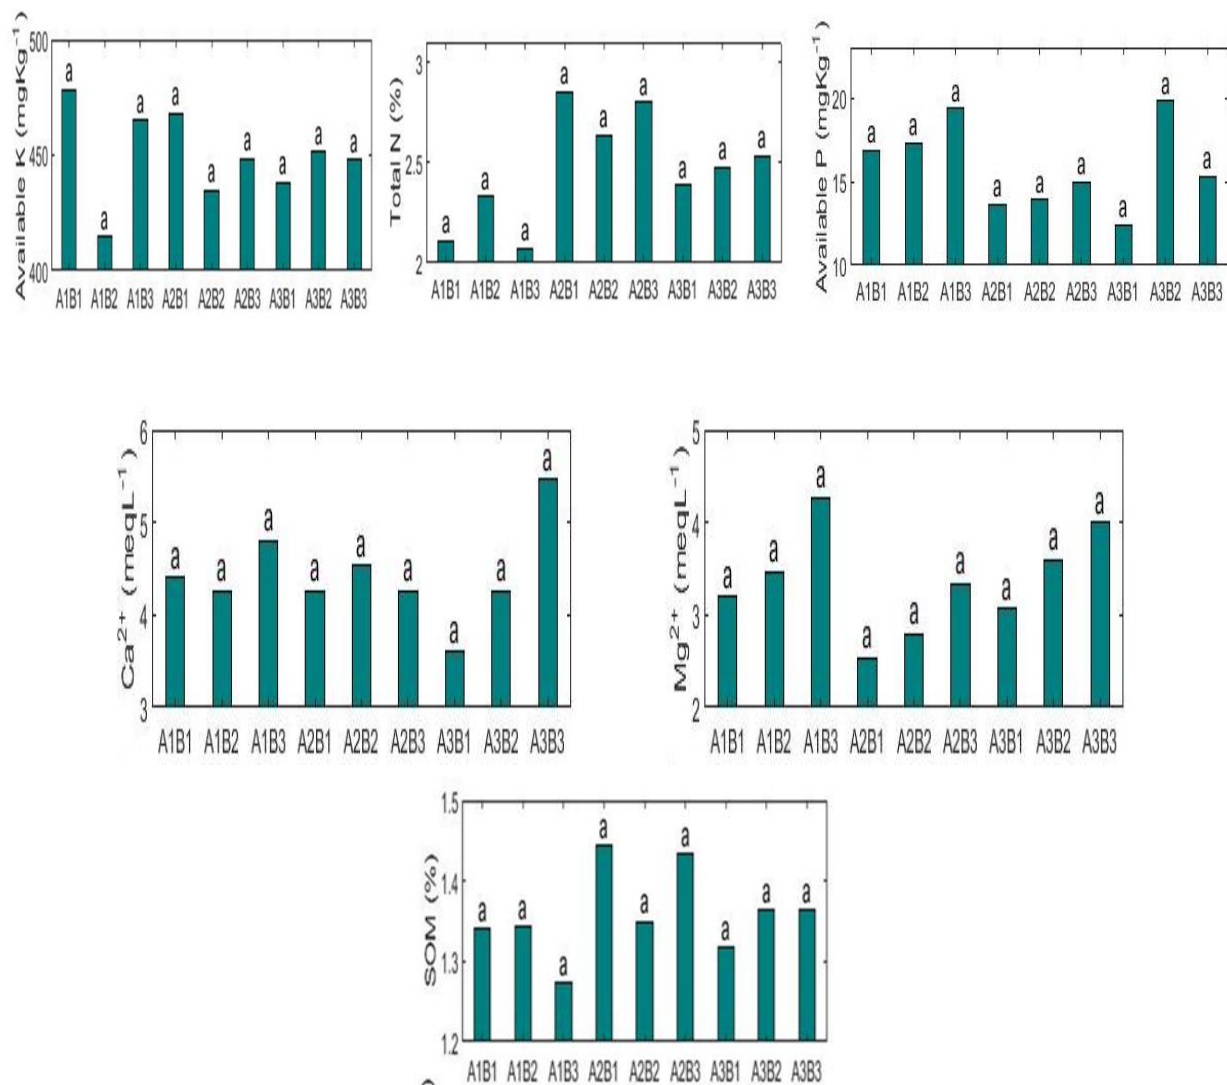 Available K (mgKg⁻¹)
500
450
400
a a a a a a a a a
A1B1 A1B2 A1B3 A2B1 A2B2 A2B3 A3B1 A3B2 A3B3
Total N (%)
3
2.5
2
a a a a a a a a a
A1B1 A1B2 A1B3 A2B1 A2B2 A2B3 A3B1 A3B2 A3B3
Available P (mgKg⁻¹)
20
15
10
a a a a a a a a a
A1B1 A1B2 A1B3 A2B1 A2B2 A2B3 A3B1 A3B2 A3B3
Ca²⁺ (meqL⁻¹)
6
5
4
3
a a a a a a a a a
A1B1 A1B2 A1B3 A2B1 A2B2 A2B3 A3B1 A3B2 A3B3
Mg²⁺ (meqL⁻¹)
5
4
3
2
a a a a a a a a a
A1B1 A1B2 A1B3 A2B1 A2B2 A2B3 A3B1 A3B2 A3B3
SOM (%)
1.5
1.4
1.3
1.2
a a a a a a a a a
A1B1 A1B2 A1B3 A2B1 A2B2 A2B3 A3B1 A3B2 A3B3